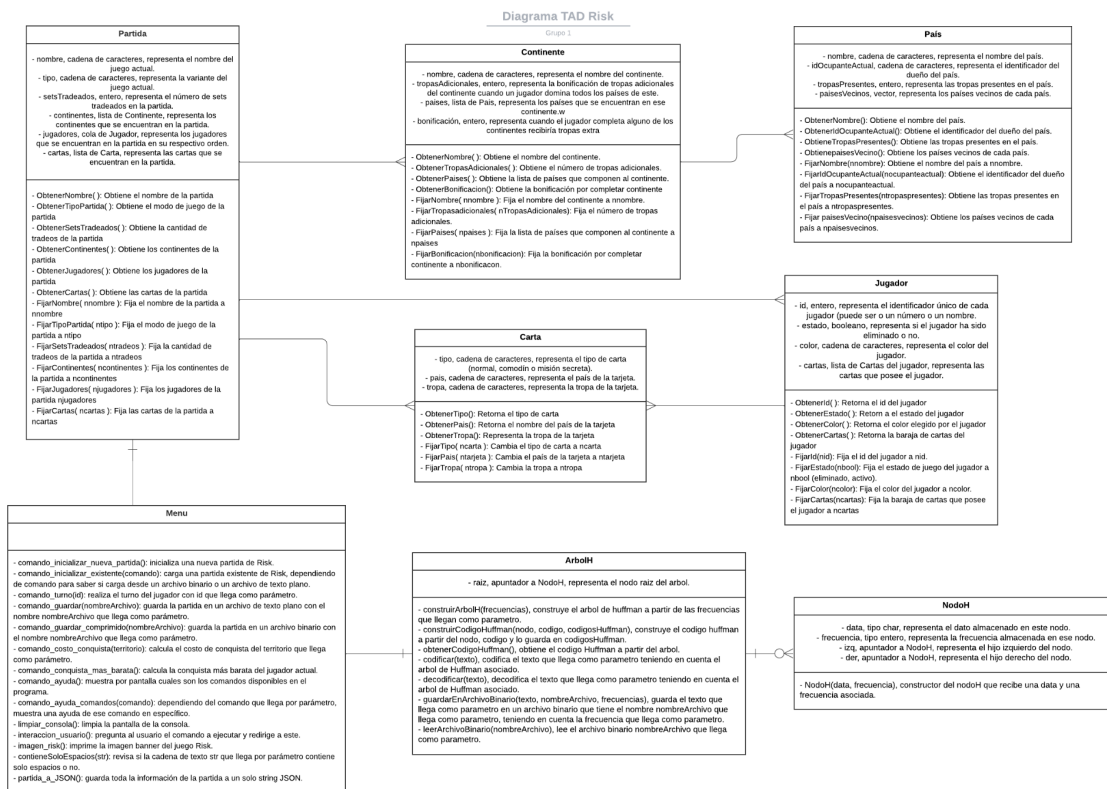 Diagrama TAD Risk
Grupe 1
Partida
- nombre, cadena de caracteres, representa el nombre del
juego actual.
- tipo, cadena de caracteres, representa la variante del
juego actual.
- setsTradeados, entero, representa el número de sets
tradeados en la partida.
- continentes, lista de Continente, representa los
continentes que se encuentran en la partida.
- jugadores, cola de Jugador, representa los jugadores
que se encuentran en la partida en su respectivo orden.
- cartas, lista de Carta, representa las cartas que se
encuentran en la partida.
- ObtenerNombre( ): Obtiene el nombre de la partida
- ObtenerTipoPartida( ): Obtiene el modo de juego de la
partida
- ObtenerSetsTradeados( ): Obtiene la cantidad de
tradeos de la partida
- ObtenerContinentes( ): Obtiene los continentes de la
partida
- ObtenerJugadores( ): Obtiene los jugadores de la
partida
- ObtenerCartas( ): Obtiene las cartas de la partida
- FijarNombre( nnombre ): Fija el nombre de la partida a
nnombre
- FijarTipoPartida( ntipo ): Fija el modo de juego de la
partida a ntipo
- FijarSetsTradeados( ntradeos ): Fija la cantidad de
tradeos de la partida a ntradeos
- FijarContinentes( ncontinentes ): Fija los continentes de
la partida a ncontinentes
- FijarJugadores( njugadores ): Fija los jugadores de la
partida njugadores
- FijarCartas( ncartas ): Fija las cartas de la partida a
ncartas
Continente
- nombre, cadena de caracteres, representa el nombre del continente.
- tropasAdicionales, entero, representa la bonificación de tropas adicionales
del continente cuando un jugador domina todos los países de este.
- paises, lista de Pais, representa los países que se encuentran en ese
continente.w
- bonificación, entero, representa cuando el jugador completa alguno de los
continentes recibiría tropas extra
- ObtenerNombre( ): Obtiene el nombre del continente.
- ObtenerTropasAdicionales( ): Obtiene el número de tropas adicionales.
- ObtenerPaises( ): Obtiene la lista de países que componen al continente.
- ObtenerBonificacion(): Obtiene la bonificación por completar continente
- FijarNombre( nnombre ): Fija el nombre del continente a nnombre.
- FijarTropasadicionales( nTropasAdicionales): Fija el número de tropas
adicionales.
- FijarPaises( npaises ): Fija la lista de países que componen al continente a
npaises
- FijarBonificacion(nbonificacion): Fija la bonificación por completar
continente a nbonificacon.
País
- nombre, cadena de caracteres, representa el nombre del país.
- idOcupanteActual, cadena de caracteres, representa el identificador del
dueño del país.
- tropasPresentes, entero, representa las tropas presentes en el país.
- paisesVecinos, vector, representa los países vecinos de cada país.
- ObtenerNombre(): Obtiene el nombre del país.
- ObtenerIdOcupanteActual(): Obtiene el identificador del dueño del país.
- ObtieneTropasPresentes(): Obtiene las tropas presentes en el país.
- ObtienepaisesVecino(): Obtiene los países vecinos de cada país.
- FijarNombre(nnombre): Obtiene el nombre del país a nnombre.
- FijarIdOcupanteActual(nocupanteactual): Obtiene el identificador del dueño
del país a nocupanteactual.
- FijarTropasPresentes(ntropaspresentes): Obtiene las tropas presentes en
el país a ntropaspresentes.
- Fijar paisesVecino(npaisesvecinos): Obtiene los países vecinos de cada
país a npaisesvecinos.
Jugador
- id, entero, representa el identificador único de cada
jugador (puede ser o un número o un nombre.
- estado, booleano, representa si el jugador ha sido
eliminado o no.
- color, cadena de caracteres, representa el color del
jugador.
- cartas, lista de Cartas del jugador, representa las
cartas que posee el jugador.
- ObtenerId( ): Retorna el id del jugador
- ObtenerEstado( ): Retorn a el estado del jugador
- ObtenerColor( ): Retorna el color elegido por el jugador
- ObtenerCartas( ): Retorna la baraja de cartas del
jugador
- FijarId(nid): Fija el id del jugador a nid.
- FijarEstado(nbool): Fija el estado de juego del jugador a
nbool (eliminado, activo).
- FijarColor(ncolor): Fija el color del jugador a ncolor.
- FijarCartas(ncartas): Fija la baraja de cartas que posee
el jugador a ncartas
Carta
- tipo, cadena de caracteres, representa el tipo de carta
(normal, comodín o misión secreta).
- pais, cadena de caracteres, representa el país de la tarjeta.
- tropa, cadena de caracteres, representa la tropa de la tarjeta.
- ObtenerTipo(): Retorna el tipo de carta
- ObtenerPais(): Retorna el nombre del país de la tarjeta
- ObtenerTropa(): Representa la tropa de la tarjeta
- FijarTipo( ncarta ): Cambia el tipo de carta a ncarta
- FijarPais( ntarjeta ): Cambia el país de la tarjeta a ntarjeta
- FijarTropa( ntropa ): Cambia la tropa a ntropa
Menu
- comando_inicializar_nueva_partida(): inicializa una nueva partida de Risk.
- comando_inicializar_existente(comando): carga una partida existente de Risk, dependiendo
de comando para saber si carga desde un archivo binario o un archivo de texto plano.
- comando_turno(id): realiza el turno del jugador con id que llega como parámetro.
- comando_guardar(nombreArchivo): guarda la partida en un archivo de texto plano con el
nombre nombreArchivo que llega como parámetro.
- comando_guardar_comprimido(nombreArchivo): guarda la partida en un archivo binario con
el nombre nombreArchivo que llega como parámetro.
- comando_costo_conquista(territorio): calcula el costo de conquista del territorio que llega
como parámetro.
- comando_conquista_mas_barata(): calcula la conquista más barata del jugador actual.
- comando_ayuda(): muestra por pantalla cuales son los comandos disponibles en el
programa.
- comando_ayuda_comandos(comando): dependiendo del comando que llega por parámetro,
muestra una ayuda de ese comando en específico.
- limpiar_consola(): limpia la pantalla de la consola.
- interaccion_usuario(): pregunta al usuario el comando a ejecutar y redirige a este.
- imagen_risk(): imprime la imagen banner del juego Risk.
- contieneSoloEspacios(str): revisa si la cadena de texto str que llega por parámetro contiene
solo espacios o no.
- partida_a_JSON(): guarda toda la información de la partida a un solo string JSON.
ArbolH
- raiz, apuntador a NodoH, representa el nodo raiz del arbol.
- construirArbolH(frecuencias), construye el arbol de huffman a partir de las frecuencias
que llegan como parametro.
- construirCodigoHuffman(nodo, codigo, codigosHuffman), construye el codigo huffman
a partir del nodo, codigo y lo guarda en codigosHuffman.
- obtenerCodigoHuffman(), obtiene el codigo a partir del arbol.
- codificar(texto), codifica el texto que llega como parametro teniendo en cuenta el
arbol de Huffman asociado.
- decodificar(texto), decodifica el texto que llega como parametro teniendo en cuenta el
arbol de Huffman asociado.
- guardarEnArchivoBinario(texto, nombreArchivo, frecuencias), guarda el texto que
llega como parametro en un archivo binario que tiene el nombre nombreArchivo que
llega como parametro, teniendo en cuenta la frecuencia que llega como parametro.
- leerArchivoBinario(nombreArchivo), lee el archivo binario nombreArchivo que llega
como parametro.
NodoH
- data, tipo char, representa el dato almacenado en este nodo.
- frecuencia, tipo entero, representa la frecuencia almacenada en ese nodo.
- izq, apuntador a NodoH, representa el hijo izquierdo del nodo.
- der, apuntador a NodoH, representa el hijo derecho del nodo.
- NodoH(data, frecuencia), constructor del nodoH que recibe una data y una
frecuencia asociada.